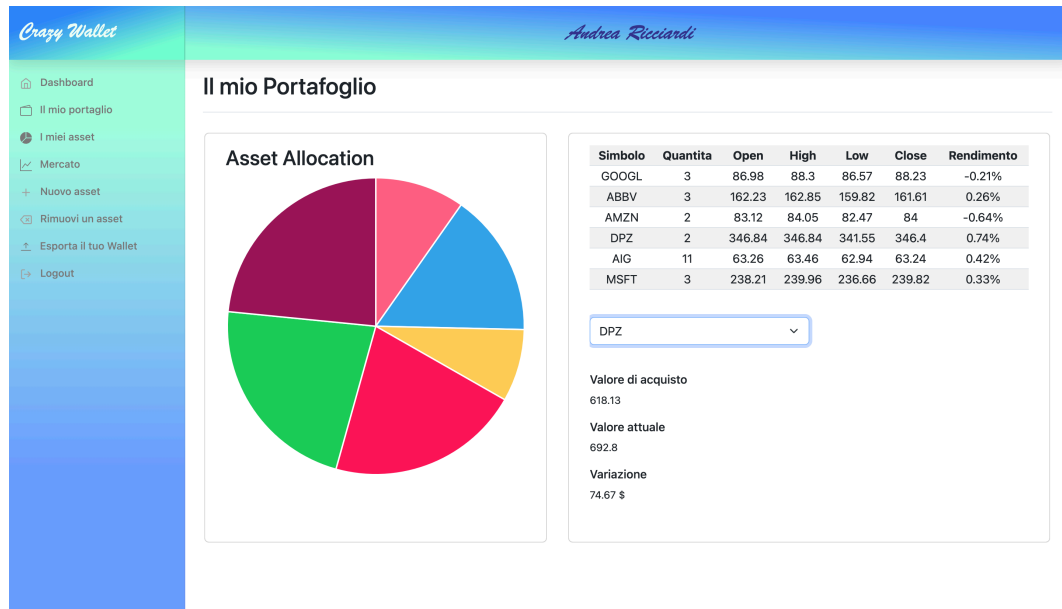 Crazy Wallet
Andrea Ricciardi
Dashboard
Il mio portaglio
I miei asset
Mercato
Nuovo asset
Rimuovi un asset
Esporta il tuo Wallet
Logout
Il mio Portafoglio
Asset Allocation
Simbolo Quantita Open High Low Close Rendimento
GOOGL 3 86.98 88.3 86.57 88.23 -0.21%
ABBV 3 162.23 162.85 159.82 161.61 0.26%
AMZN 2 83.12 84.05 82.47 84 -0.64%
DPZ 2 346.84 346.84 341.55 346.4 0.74%
AIG 11 63.26 63.46 62.94 63.24 0.42%
MSFT 3 238.21 239.96 236.66 239.82 0.33%
DPZ
Valore di acquisto
618.13
Valore attuale
692.8
Variazione
74.67 $